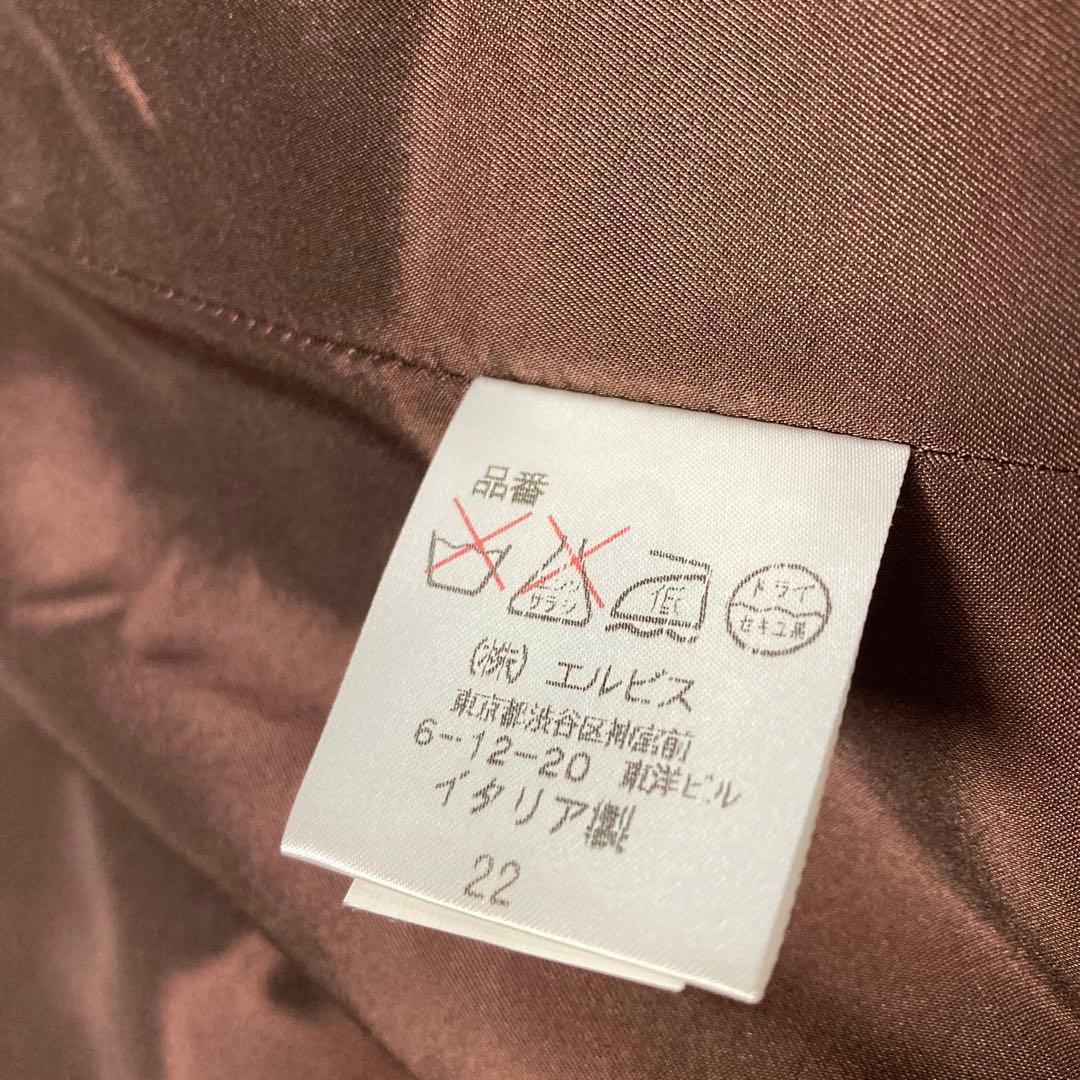 品番
エンソ サラシ
低
ドライ
セキユ系
(株) エルビス
東京都渋谷区神宮前
6-12-20 東洋ビル
イタリア製
22